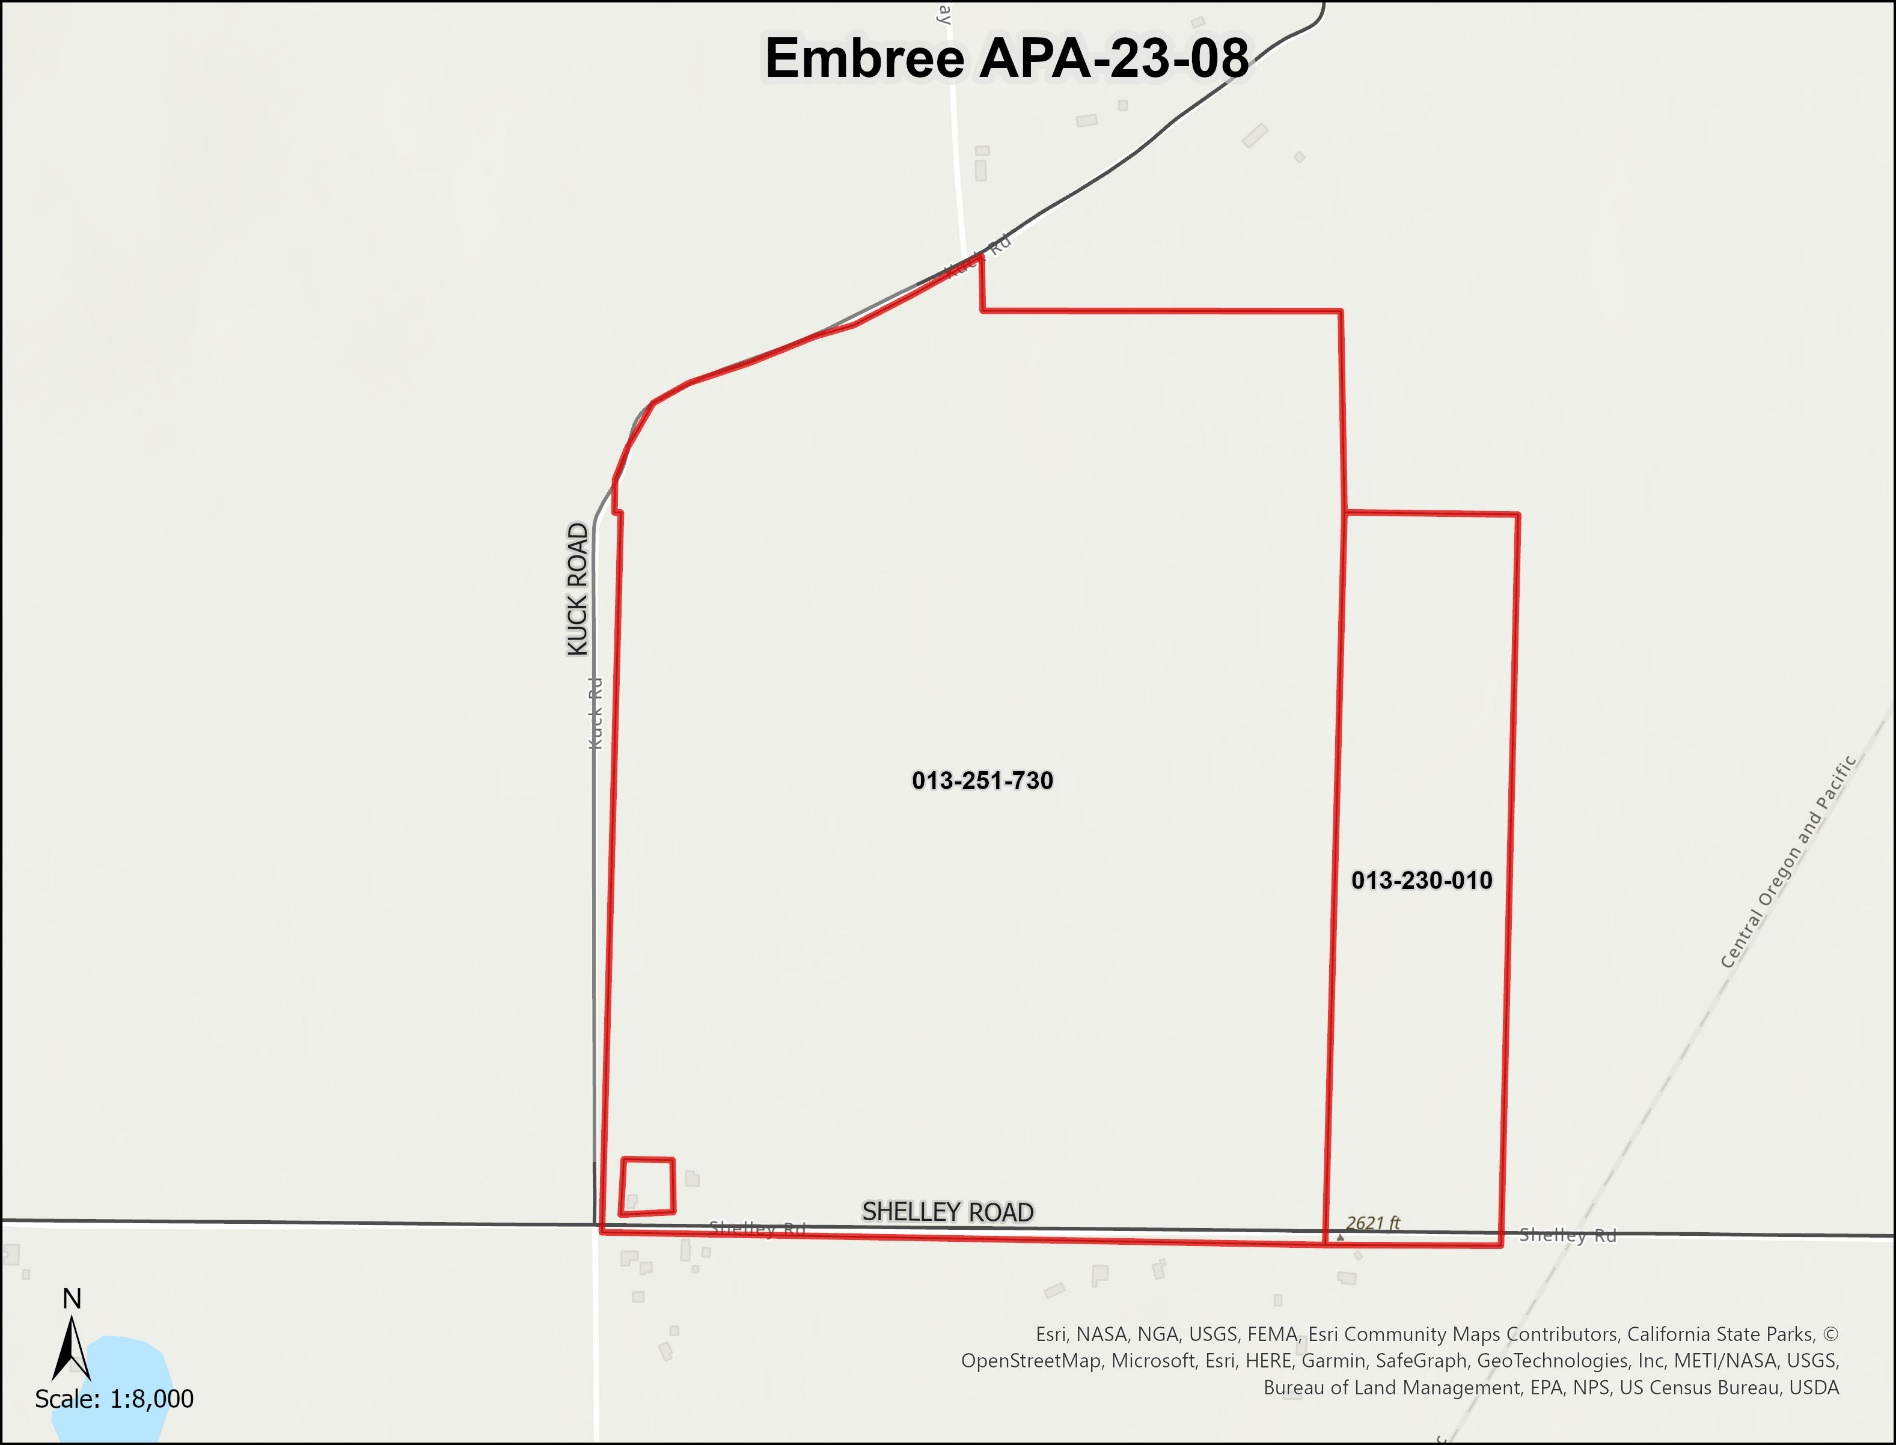 ay
Embree APA-23-08
Kuck Rd
KUCK ROAD
Kuck Rd
013-251-730
Central Oregon and Pacific
013-230-010
SHELLEY ROAD
2621 ft
Shelley Rd
Shelley Rd
N
Scale: 1:8,000
Esri, NASA, NGA, USGS, FEMA, Esri Community Maps Contributors, California State Parks, ©
OpenStreetMap, Microsoft, Esri, HERE, Garmin, SafeGraph, GeoTechnologies, Inc, METI/NASA, USGS,
Bureau of Land Management, EPA, NPS, US Census Bureau, USDA